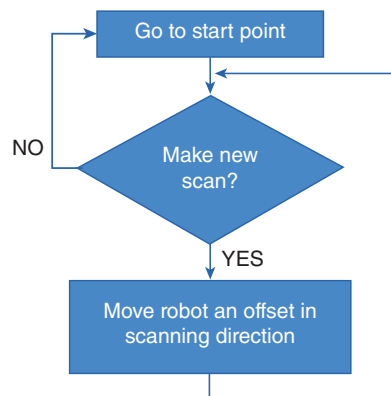 Go to start point
NO
Make new
scan?
YES
Move robot an offset in
scanning direction